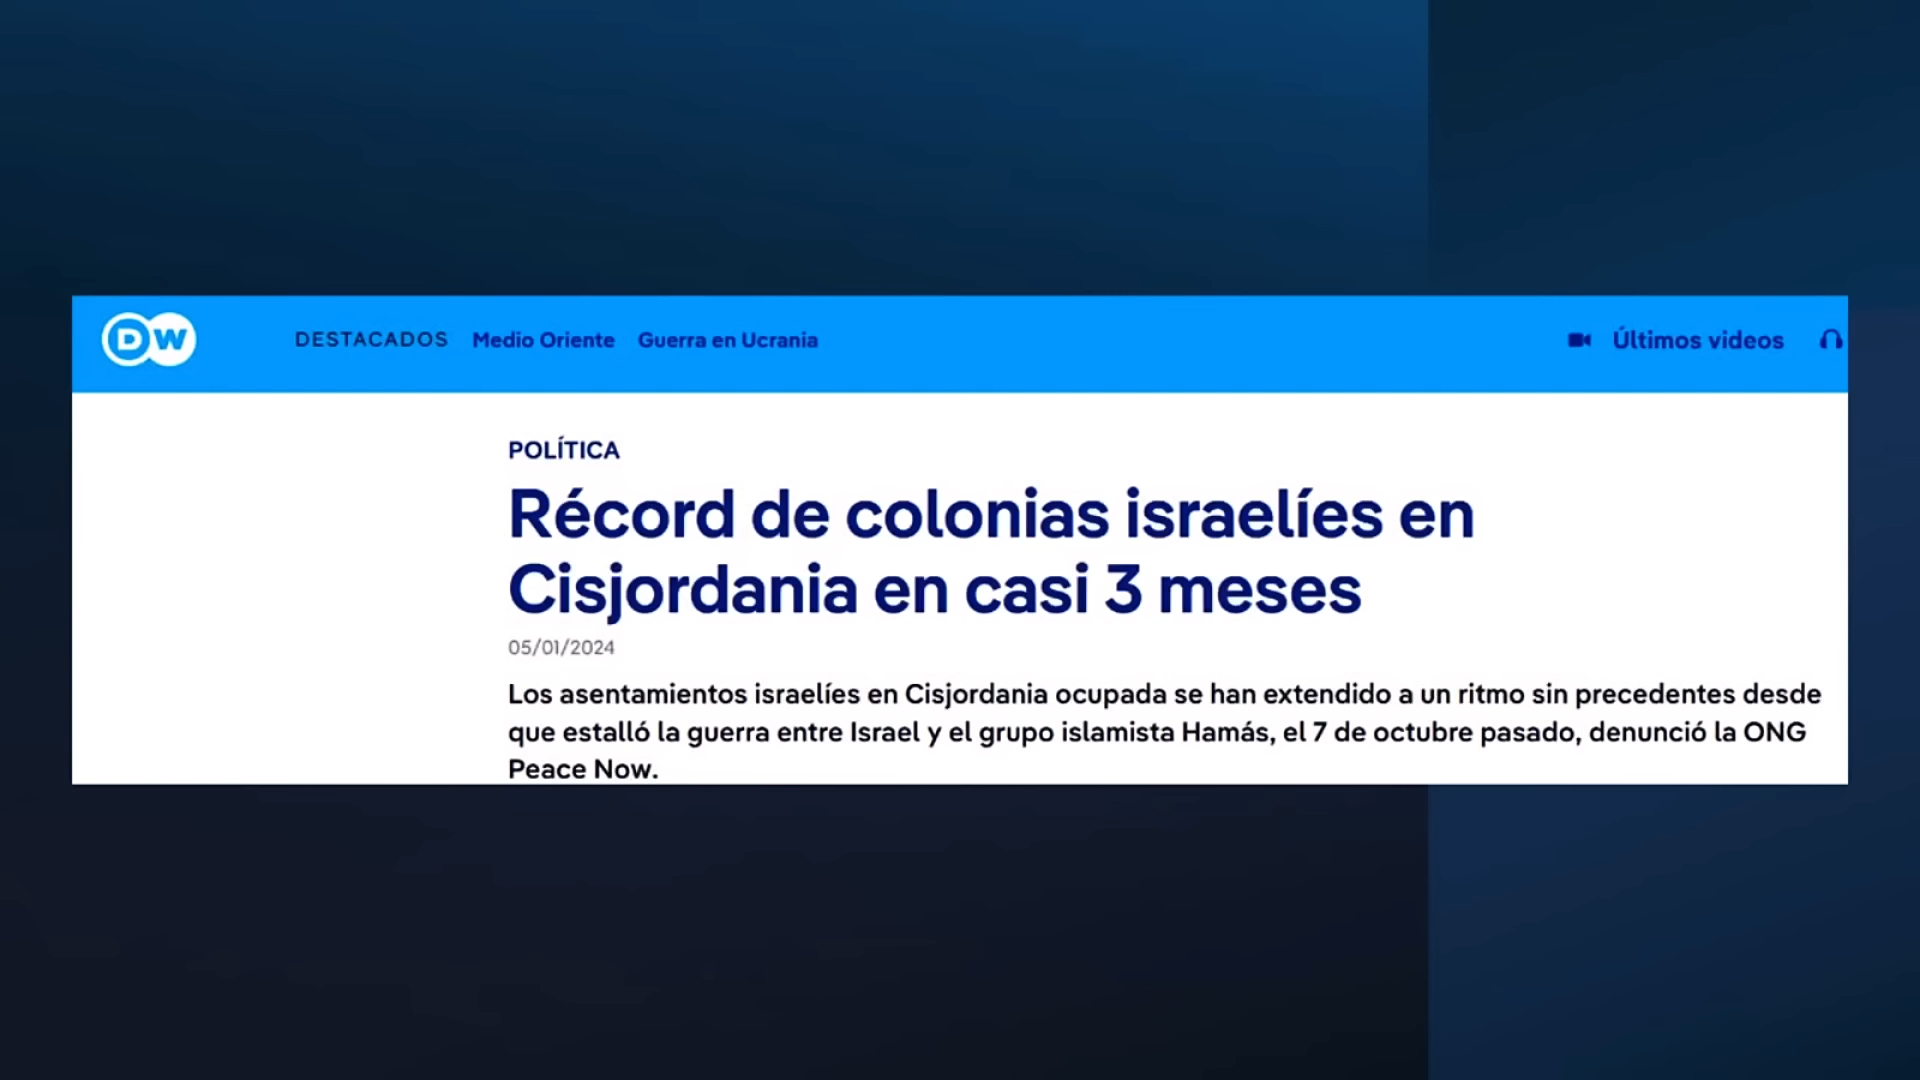 DW DESTACADOS Medio Oriente Guerra en Ucrania Últimos videos
POLÍTICA
Récord de colonias israelíes en
Cisjordania en casi 3 meses
05/01/2024
Los asentamientos israelíes en Cisjordania ocupada se han extendido a un ritmo sin precedentes desde
que estalló la guerra entre Israel y el grupo islamista Hamás, el 7 de octubre pasado, denunció la ONG
Peace Now.